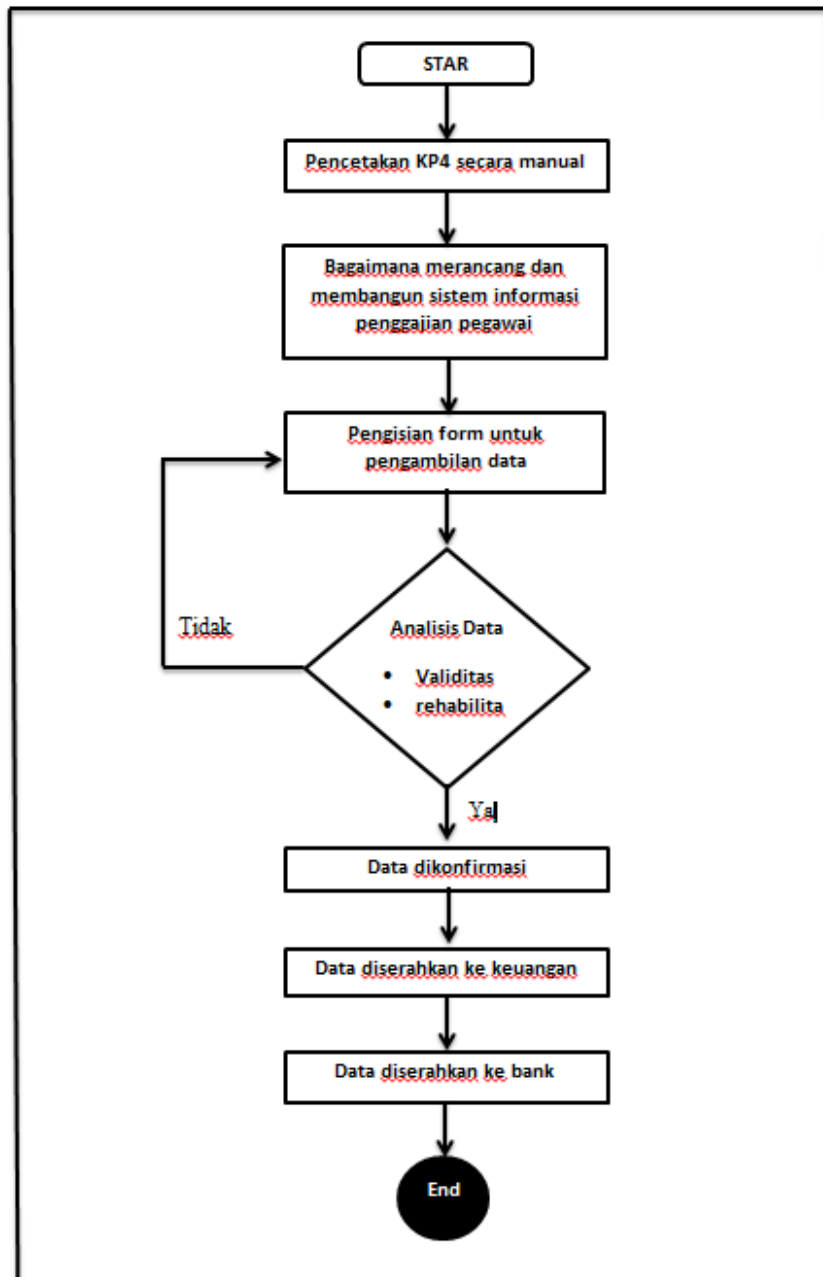 STAR
Pencetakan KP4 secara manual
Bagaimana merancang dan
membangun sistem informasi
penggajian pegawai
Pengisian form untuk
pengambilan data
Tidak
Analisis Data
• Validitas
• rehabilita
Ya
Data dikonfirmasi
Data diserahkan ke keuangan
Data diserahkan ke bank
End